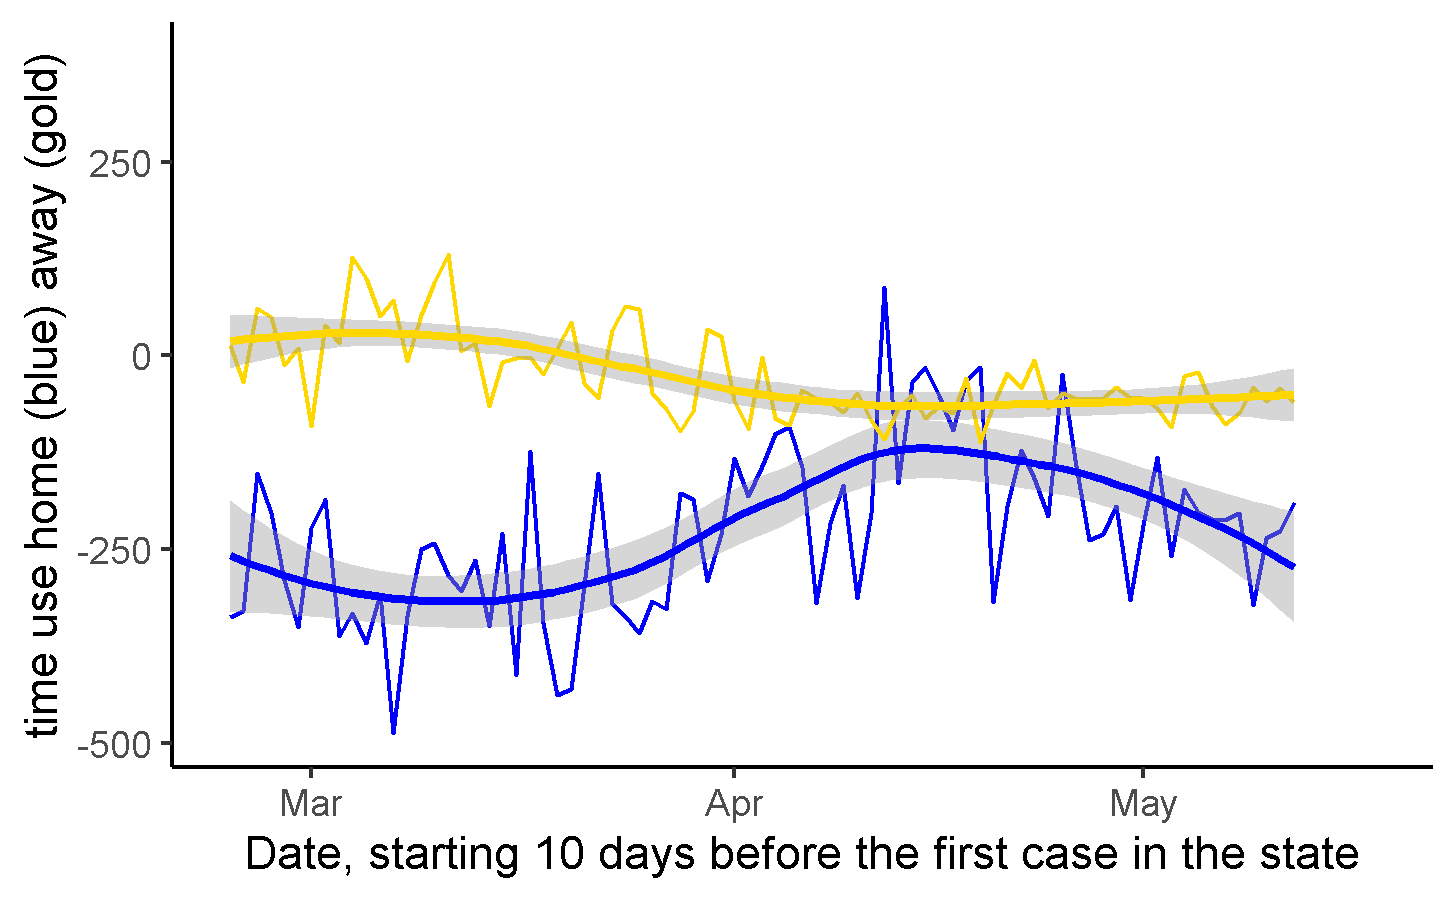 time use home (blue) away (gold)
250
0
-250
-500
Mar Apr May
Date, starting 10 days before the first case in the state